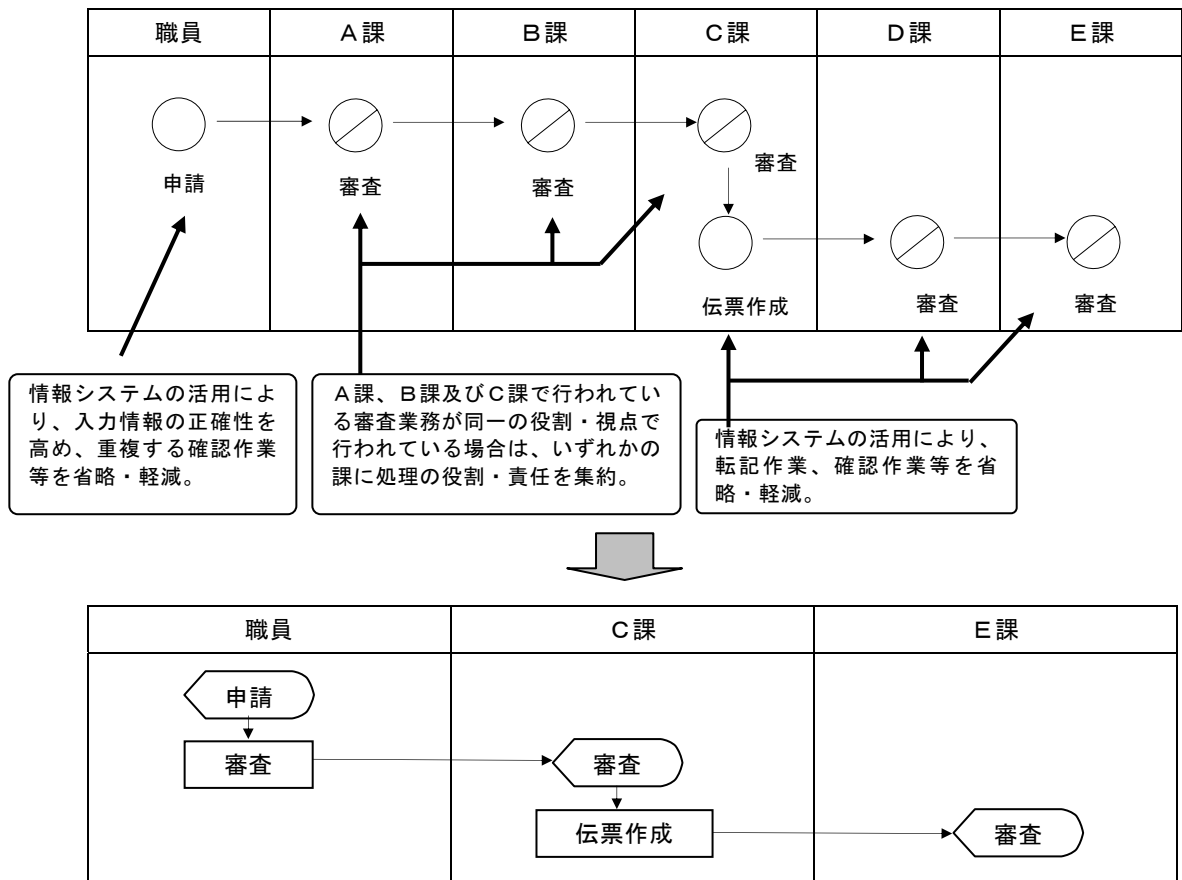 職員
A課
B課
C課
D課
E課
申請
審査
審査
審査
伝票作成
審査
審査
情報システムの活用によ
り、入力情報の正確性を
高め、重複する確認作業
等を省略・軽減。
A課、B課及びC課で行われてい
る審査業務が同一の役割・視点で
行われている場合は、いずれかの
課に処理の役割・責任を集約。
情報システムの活用により、
転記作業、確認作業等を省
略・軽減。
職員
C課
E課
申請
審査
審査
伝票作成
審査